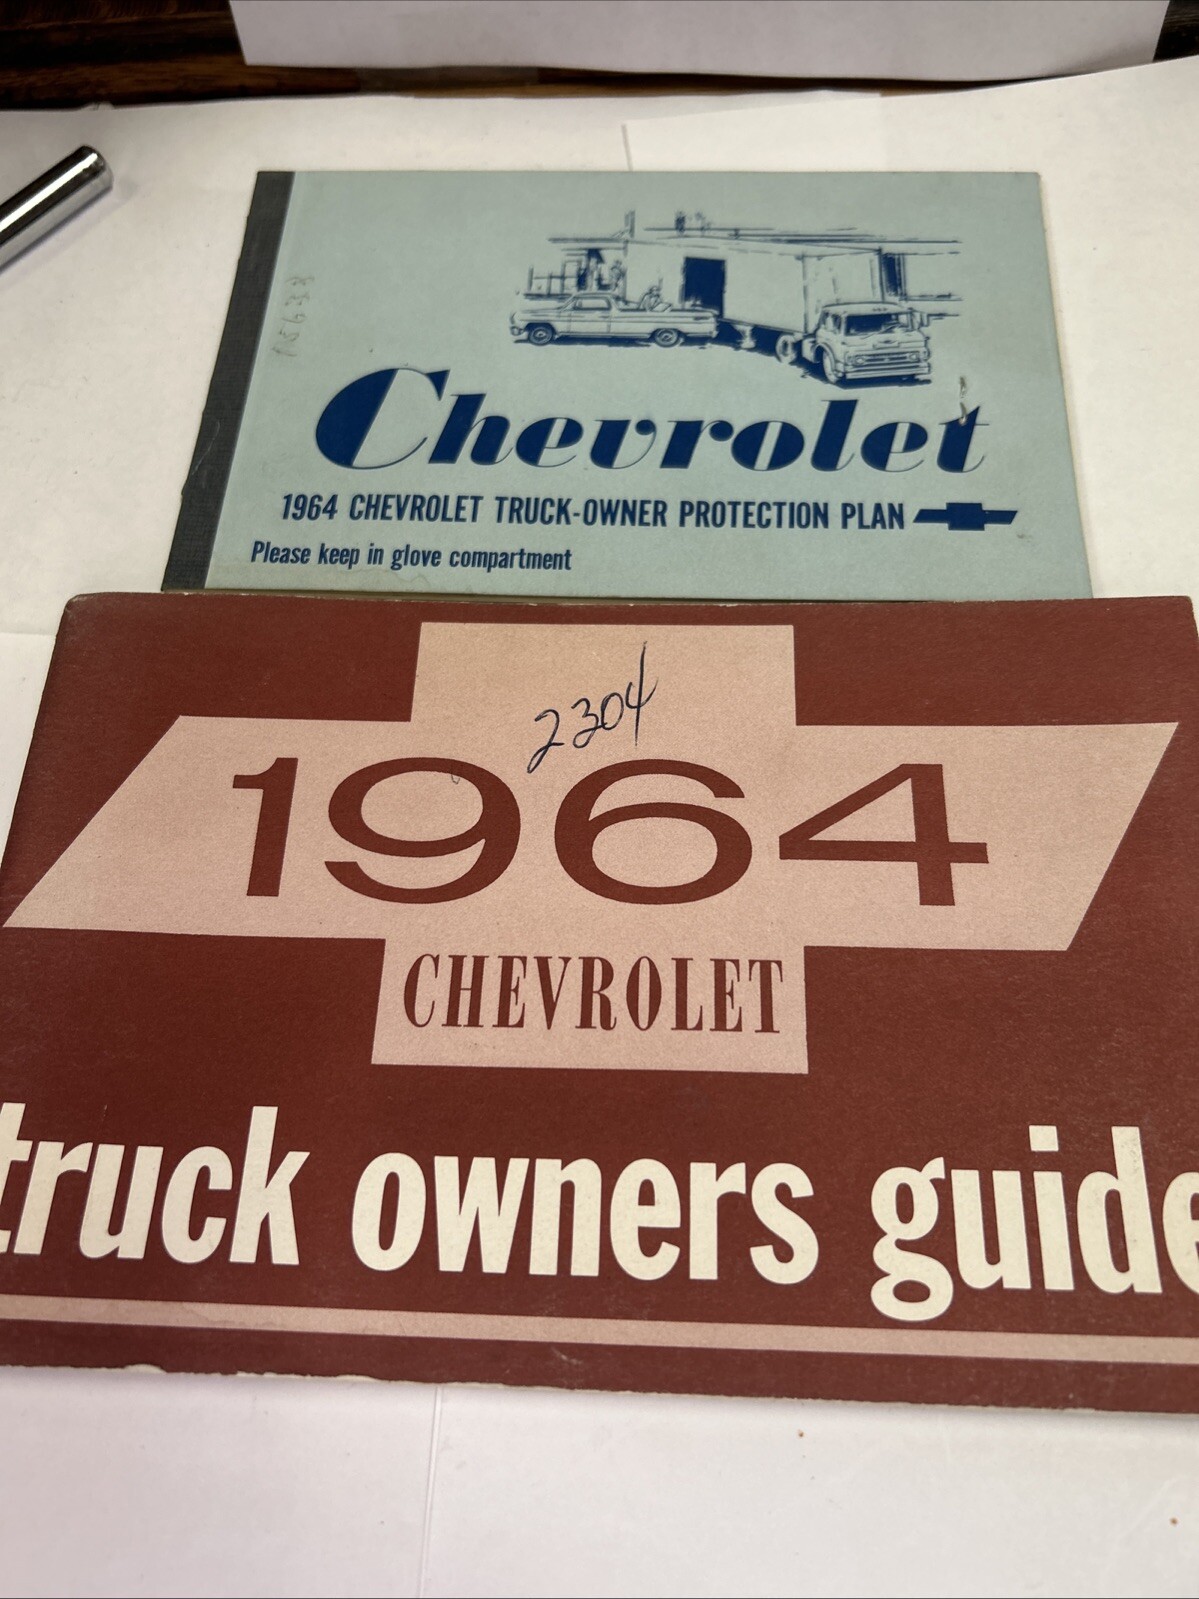 Chevrolet
1964 CHEVROLET TRUCK-OWNER PROTECTION PLAN
Please keep in glove compartment
2304
1964
CHEVROLET
truck owners guide